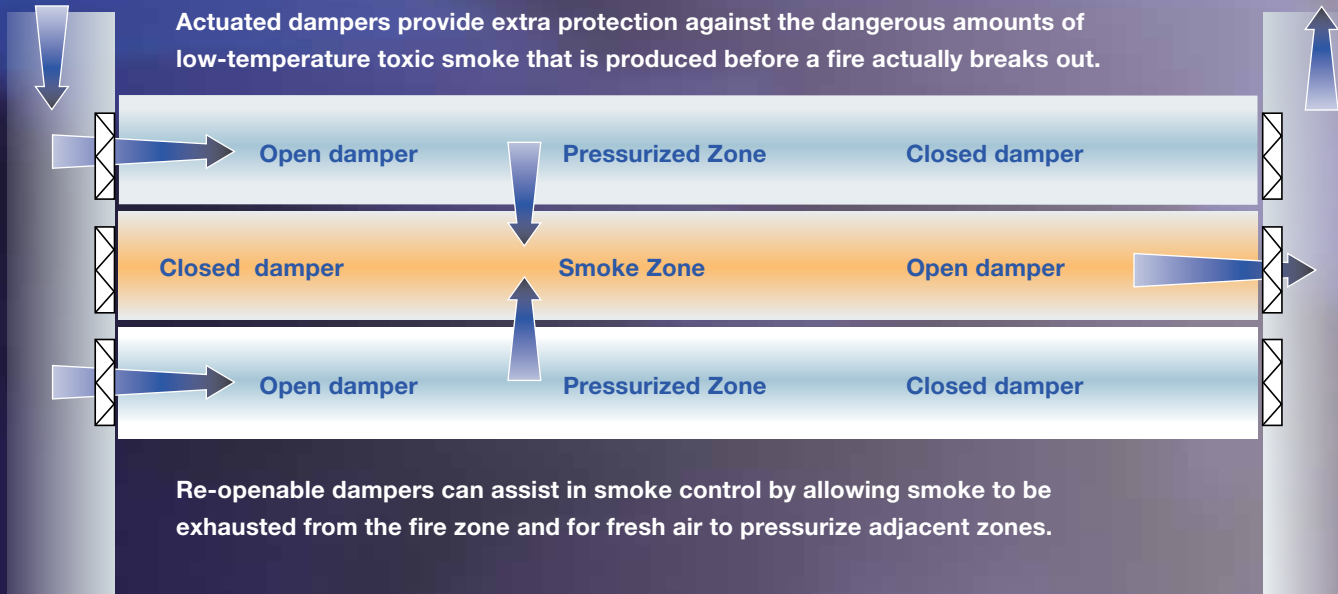 Actuated dampers provide extra protection against the dangerous amounts of
low-temperature toxic smoke that is produced before a fire actually breaks out.
Open damper Pressurized Zone Closed damper
Closed damper Smoke Zone Open damper
Open damper Pressurized Zone Closed damper
Re-openable dampers can assist in smoke control by allowing smoke to be
exhausted from the fire zone and for fresh air to pressurize adjacent zones.